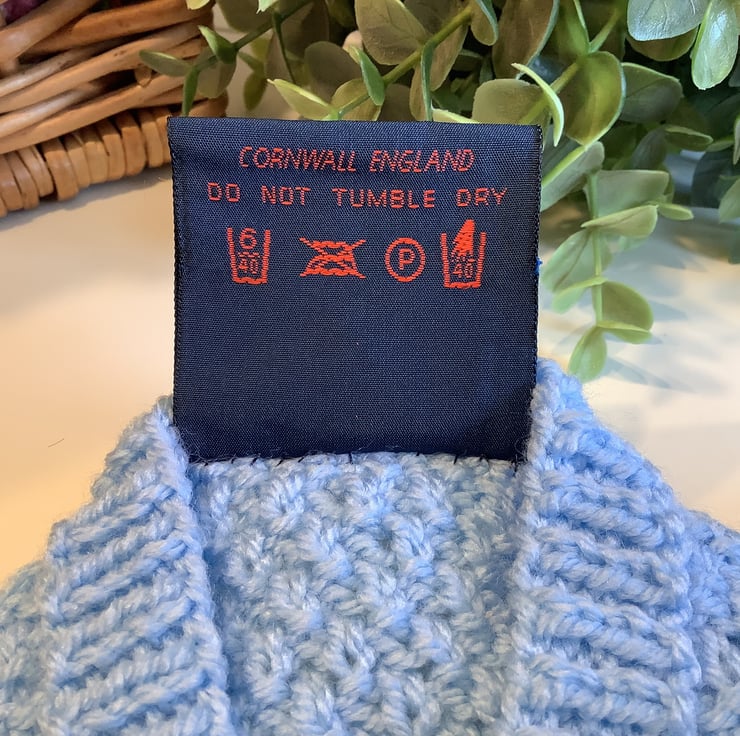 CORNWALL ENGLAND
DO NOT TUMBLE DRY
6 40 P 40